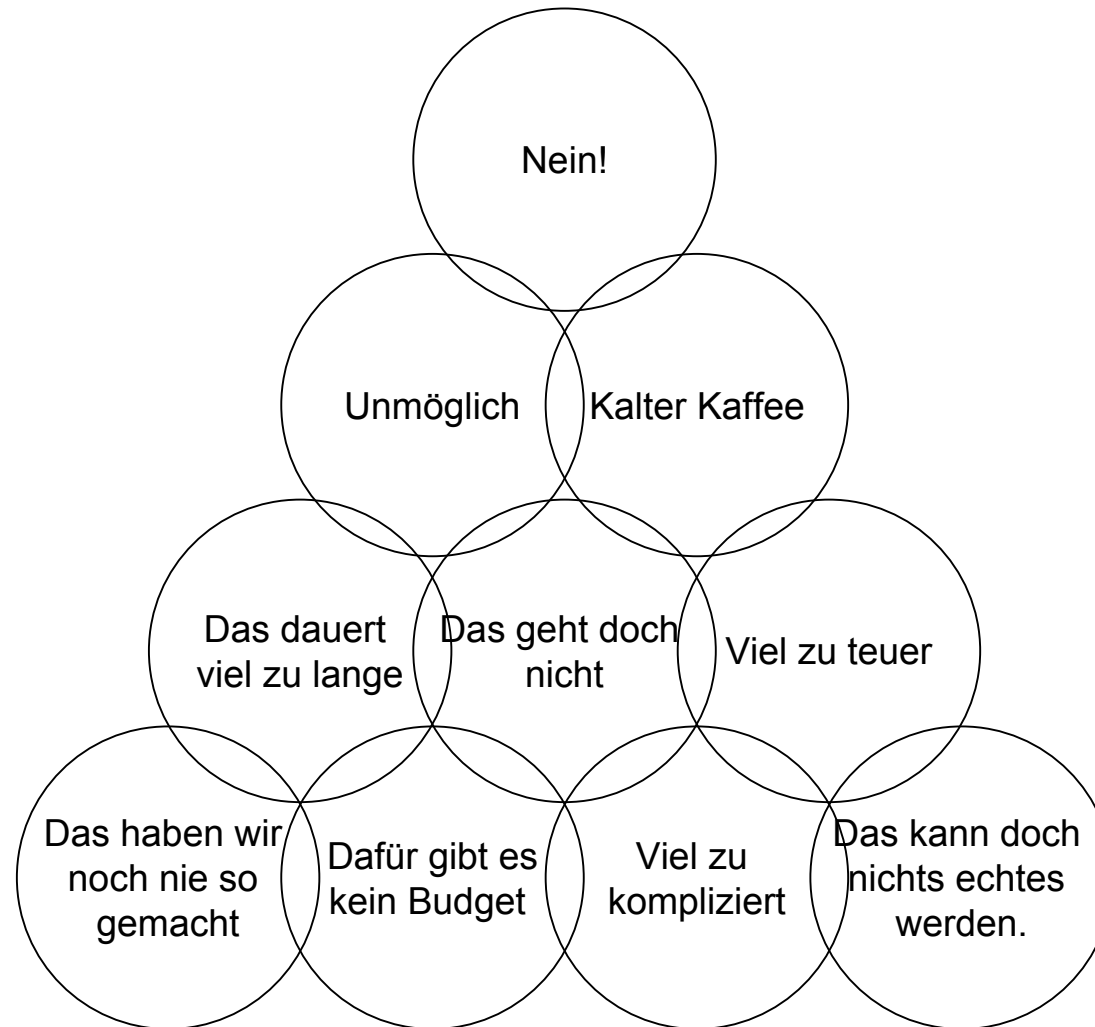 Nein!
Unmöglich
Kalter Kaffee
Das dauert
viel zu lange
Das geht doch
nicht
Viel zu teuer
Das haben wir
noch nie so
gemacht
Dafür gibt es
kein Budget
Viel zu
kompliziert
Das kann doch
nichts echtes
werden.